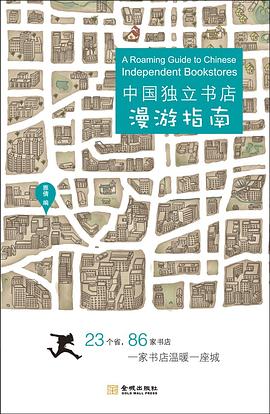 A Roaming Guide to Chinese
Independent Bookstores
中国独立书店
漫游指南
薛倩 编
23个省，86家书店
一家书店温暖一座城
金城出版社
GOLD WALL PRESS